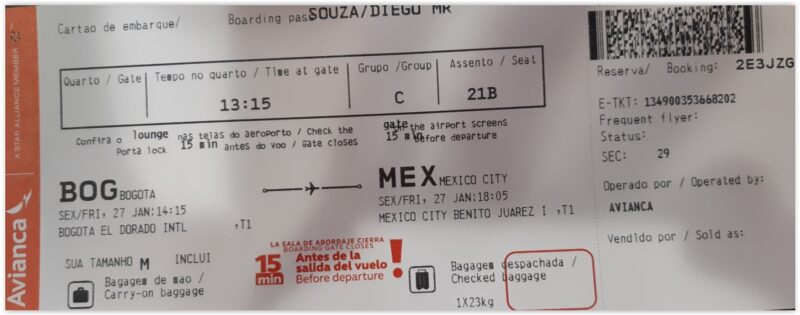 SOUZA/DIEGO MR
Cartao de embarque/ Boarding pass
Quarto / Gate
Tempo no quarto / Time at gate
13:15
Grupo /Group
C
Assento / Seat
21B
Confira o lounge nas telas do aeroporto / Check the gate on the airport screens
Porta lock 15 min antes do voo / Gate closes 15 min before departure
BOG BOGOTA
SEX/FRI, 27 JAN:14:15
BOGOTA EL DORADO INTL ,T1
MEX MEXICO CITY
SEX/FRI, 27 JAN:18:05
MEXICO CITY BENITO JUAREZ I ,T1
SUA TAMANHO M INCLUI
Bagagem de mao /
Carry-on baggage
LA SALA DE ABORDAJE CIERRA
BOARDING GATE CLOSES
15 min
Antes de la
salida del vuelo
Before departure
!
Bagagem despachada /
Checked baggage
1X23kg
Reserva/ Booking: 2E3JZG
E-TKT: 134900353668202
Frequent flyer:
Status:
SEC: 29
Operado por / Operated by:
AVIANCA
Vendido por / Sold as:
Avianca
A STAR ALLIANCE MEMBER